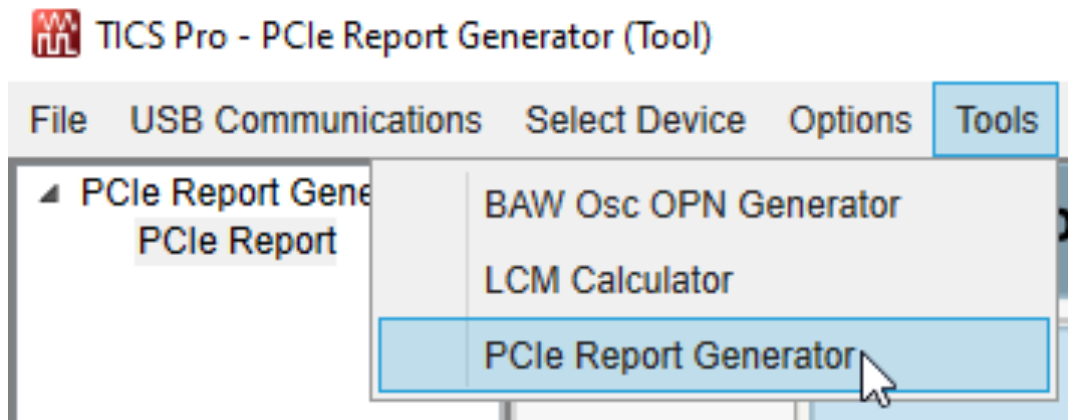 TICS Pro - PCIe Report Generator (Tool)
File USB Communications Select Device Options Tools
PCIe Report Gene
PCIe Report
BAW Osc OPN Generator
LCM Calculator
PCIe Report Generator